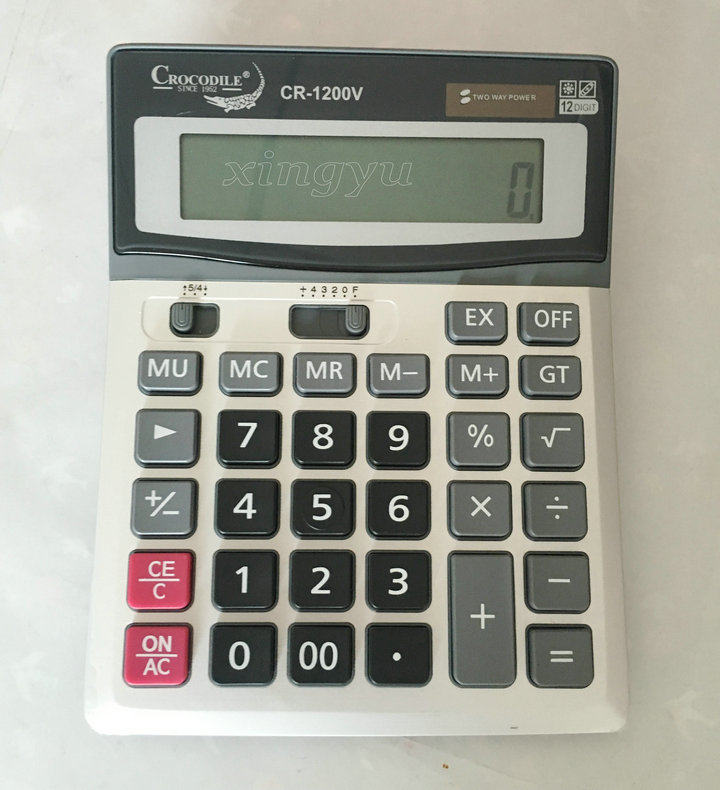 CROCODILE®
SINCE 1952
CR-1200V
TWO WAY POWER
12 DIGIT
xingyu
0.
↑5/4↓
+ 4 3 2 0 F
EX OFF
MU MC MR M− M+ GT
► 7 8 9 % √
+/− 4 5 6 × ÷
CE/C 1 2 3 + −
ON/AC 0 00 . =